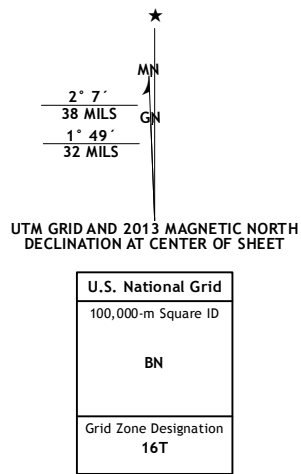 MN
2° 7´
38 MILS
GN
1° 49´
32 MILS
UTM GRID AND 2013 MAGNETIC NORTH
DECLINATION AT CENTER OF SHEET
U.S. National Grid
100,000-m Square ID
BN
Grid Zone Designation
16T